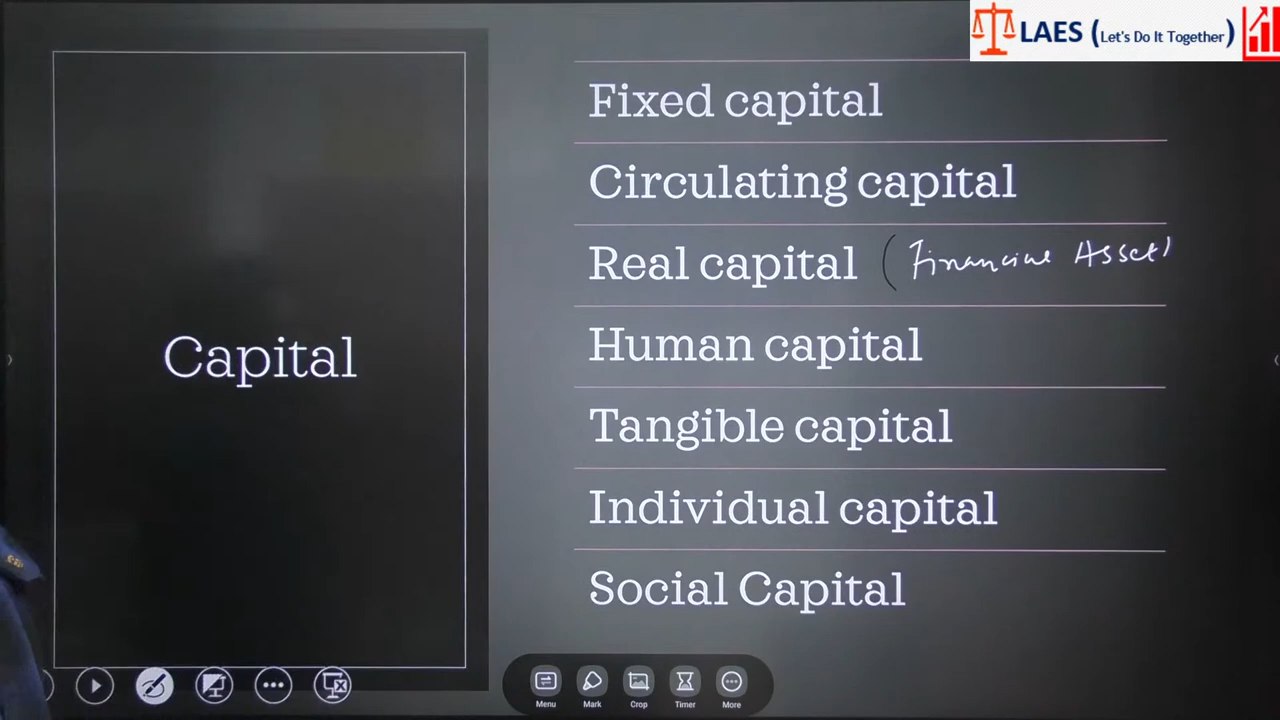 LAES (Let's Do It Together)
Fixed capital
Circulating capital
Real capital ( Financial Asset)
Human capital
Capital
Tangible capital
Individual capital
Social Capital
Menu Mark Crop Timer More